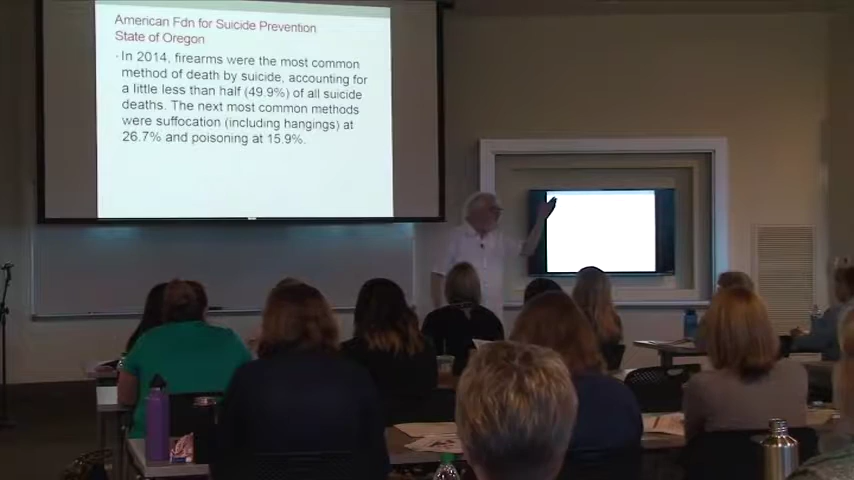 American Fdn for Suicide Prevention
State of Oregon
· In 2014, firearms were the most common
method of death by suicide, accounting for
a little less than half (49.9%) of all suicide
deaths. The next most common methods
were suffocation (including hangings) at
26.7% and poisoning at 15.9%.